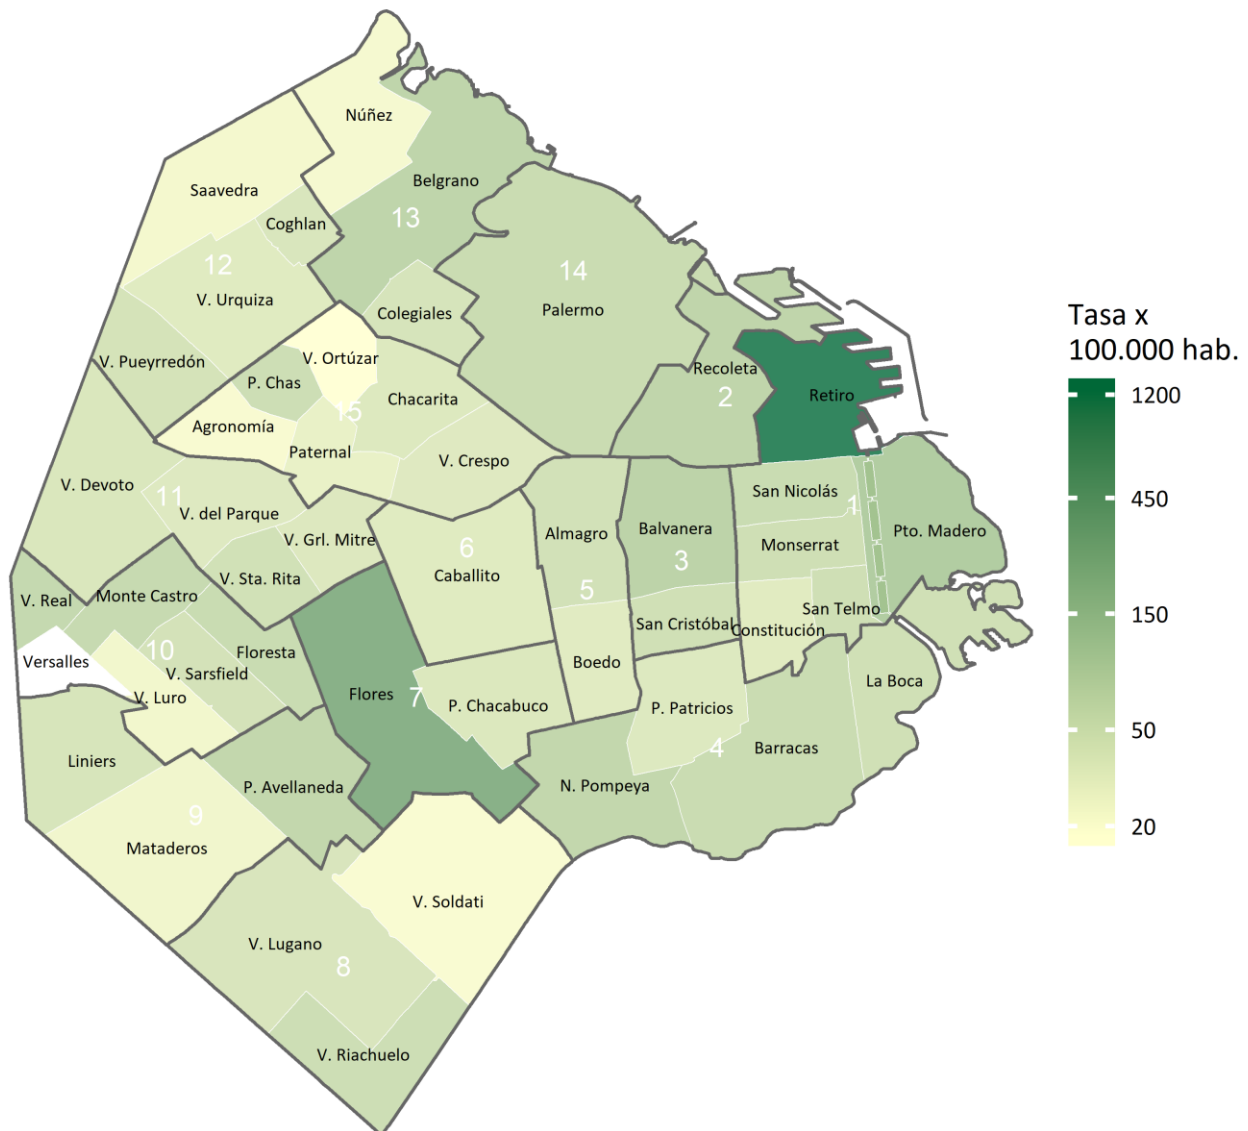 Núñez
Saavedra
Belgrano
Coghlan
13
12
14
V. Urquiza
Palermo
Colegiales
V. Pueyrredón
V. Ortúzar
P. Chas
Recoleta
Retiro
2
Chacarita
15
Agronomía
Paternal
V. Crespo
V. Devoto
11
V. del Parque
San Nicolás
1
Almagro
Balvanera
Pto. Madero
V. Grl. Mitre
6
Monserrat
3
Caballito
V. Sta. Rita
5
V. Real
Monte Castro
San Telmo
San Cristóbal
Constitución
10
Floresta
Versalles
V. Sarsfield
Boedo
La Boca
V. Luro
Flores
7
P. Chacabuco
P. Patricios
4
Barracas
Liniers
P. Avellaneda
N. Pompeya
9
Mataderos
V. Soldati
V. Lugano
8
V. Riachuelo
Tasa x
100.000 hab.
1200
450
150
50
20